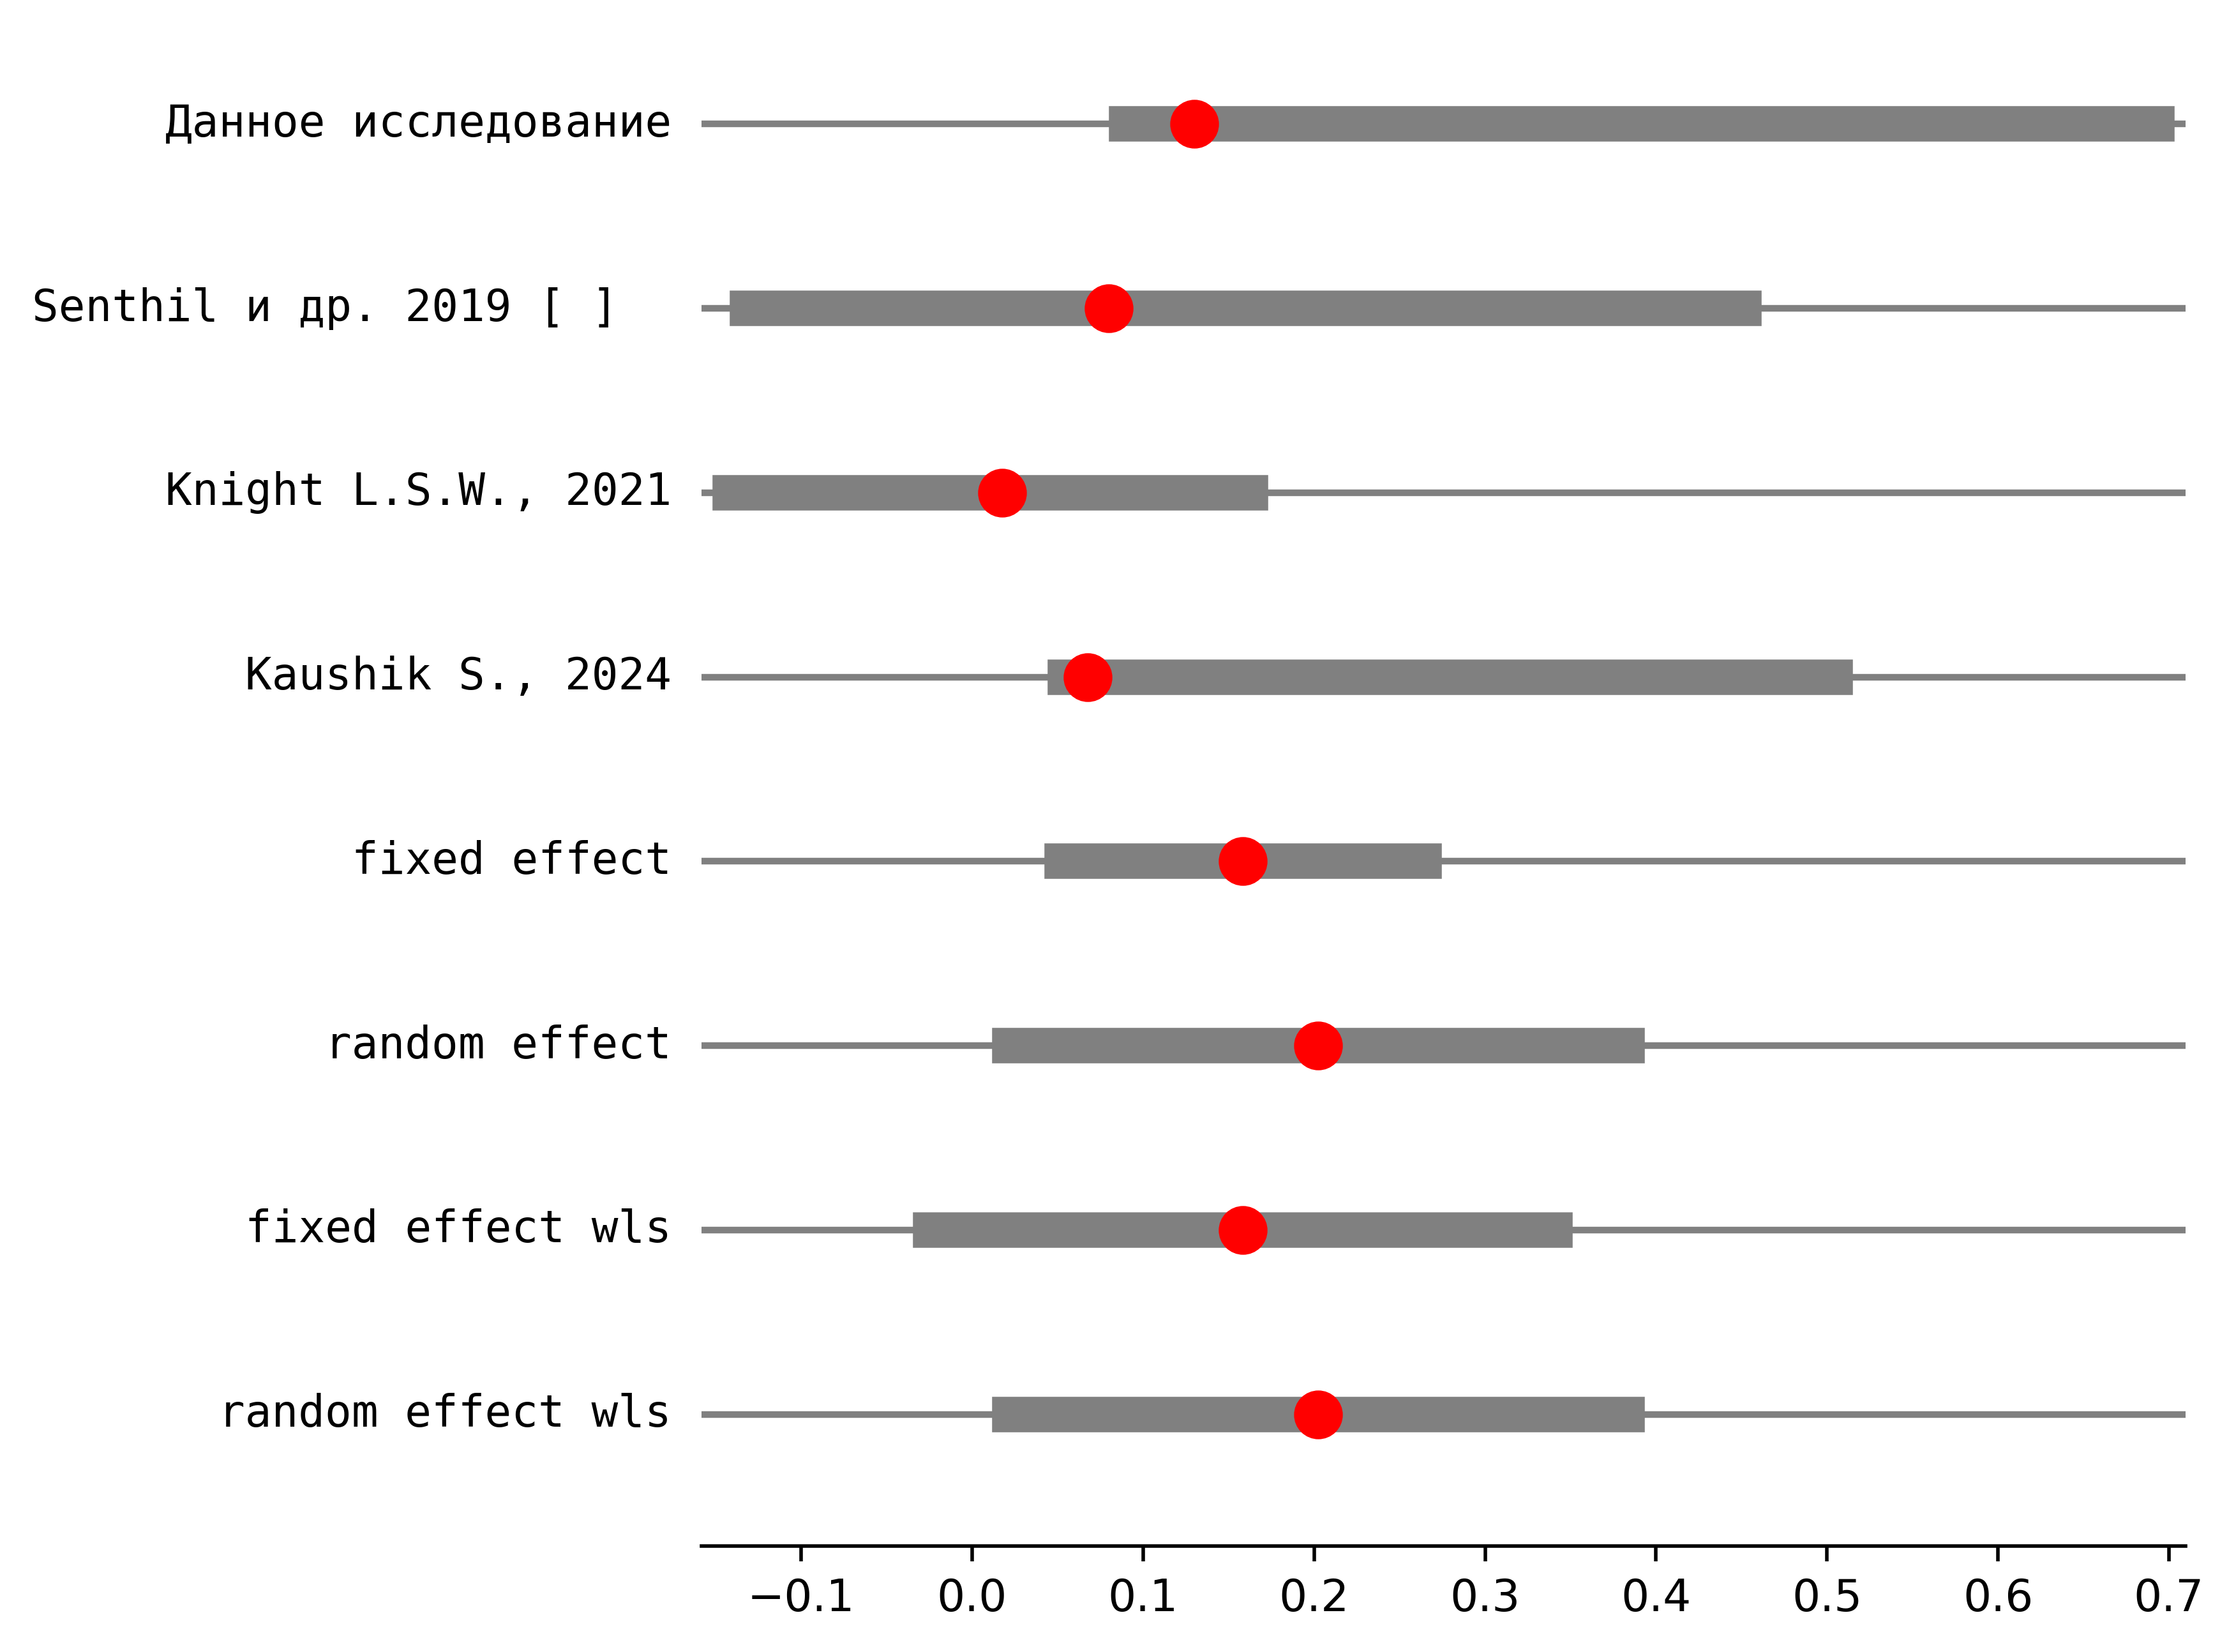 Данное исследование
Senthil и др. 2019 [ ]
Knight L.S.W., 2021
Kaushik S., 2024
fixed effect
random effect
fixed effect wls
random effect wls
−0.1 0.0 0.1 0.2 0.3 0.4 0.5 0.6 0.7